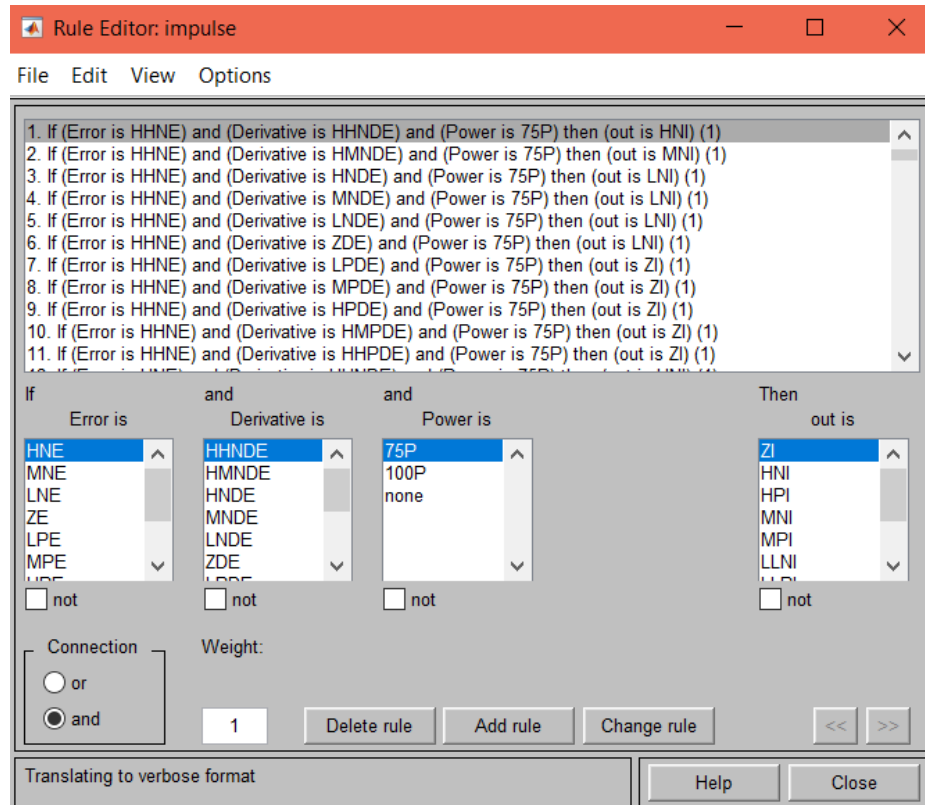 Rule Editor: impulse
File Edit View Options
1. If (Error is HHNE) and (Derivative is HHNDE) and (Power is 75P) then (out is HNI) (1)
2. If (Error is HHNE) and (Derivative is HMNDE) and (Power is 75P) then (out is MNI) (1)
3. If (Error is HHNE) and (Derivative is HNDE) and (Power is 75P) then (out is LNI) (1)
4. If (Error is HHNE) and (Derivative is MNDE) and (Power is 75P) then (out is LNI) (1)
5. If (Error is HHNE) and (Derivative is LNDE) and (Power is 75P) then (out is LNI) (1)
6. If (Error is HHNE) and (Derivative is ZDE) and (Power is 75P) then (out is LNI) (1)
7. If (Error is HHNE) and (Derivative is LPDE) and (Power is 75P) then (out is ZI) (1)
8. If (Error is HHNE) and (Derivative is MPDE) and (Power is 75P) then (out is ZI) (1)
9. If (Error is HHNE) and (Derivative is HPDE) and (Power is 75P) then (out is ZI) (1)
10. If (Error is HHNE) and (Derivative is HMPDE) and (Power is 75P) then (out is ZI) (1)
11. If (Error is HHNE) and (Derivative is HHPDE) and (Power is 75P) then (out is ZI) (1)
If and and Then
Error is Derivative is Power is out is
HNE HHNDE 75P ZI
MNE HMNDE 100P HNI
LNE HNDE none HPI
ZE MNDE MNI
LPE LNDE MPI
MPE ZDE LLNI
not not not not
Connection Weight:
or
and 1 Delete rule Add rule Change rule << >>
Translating to verbose format Help Close